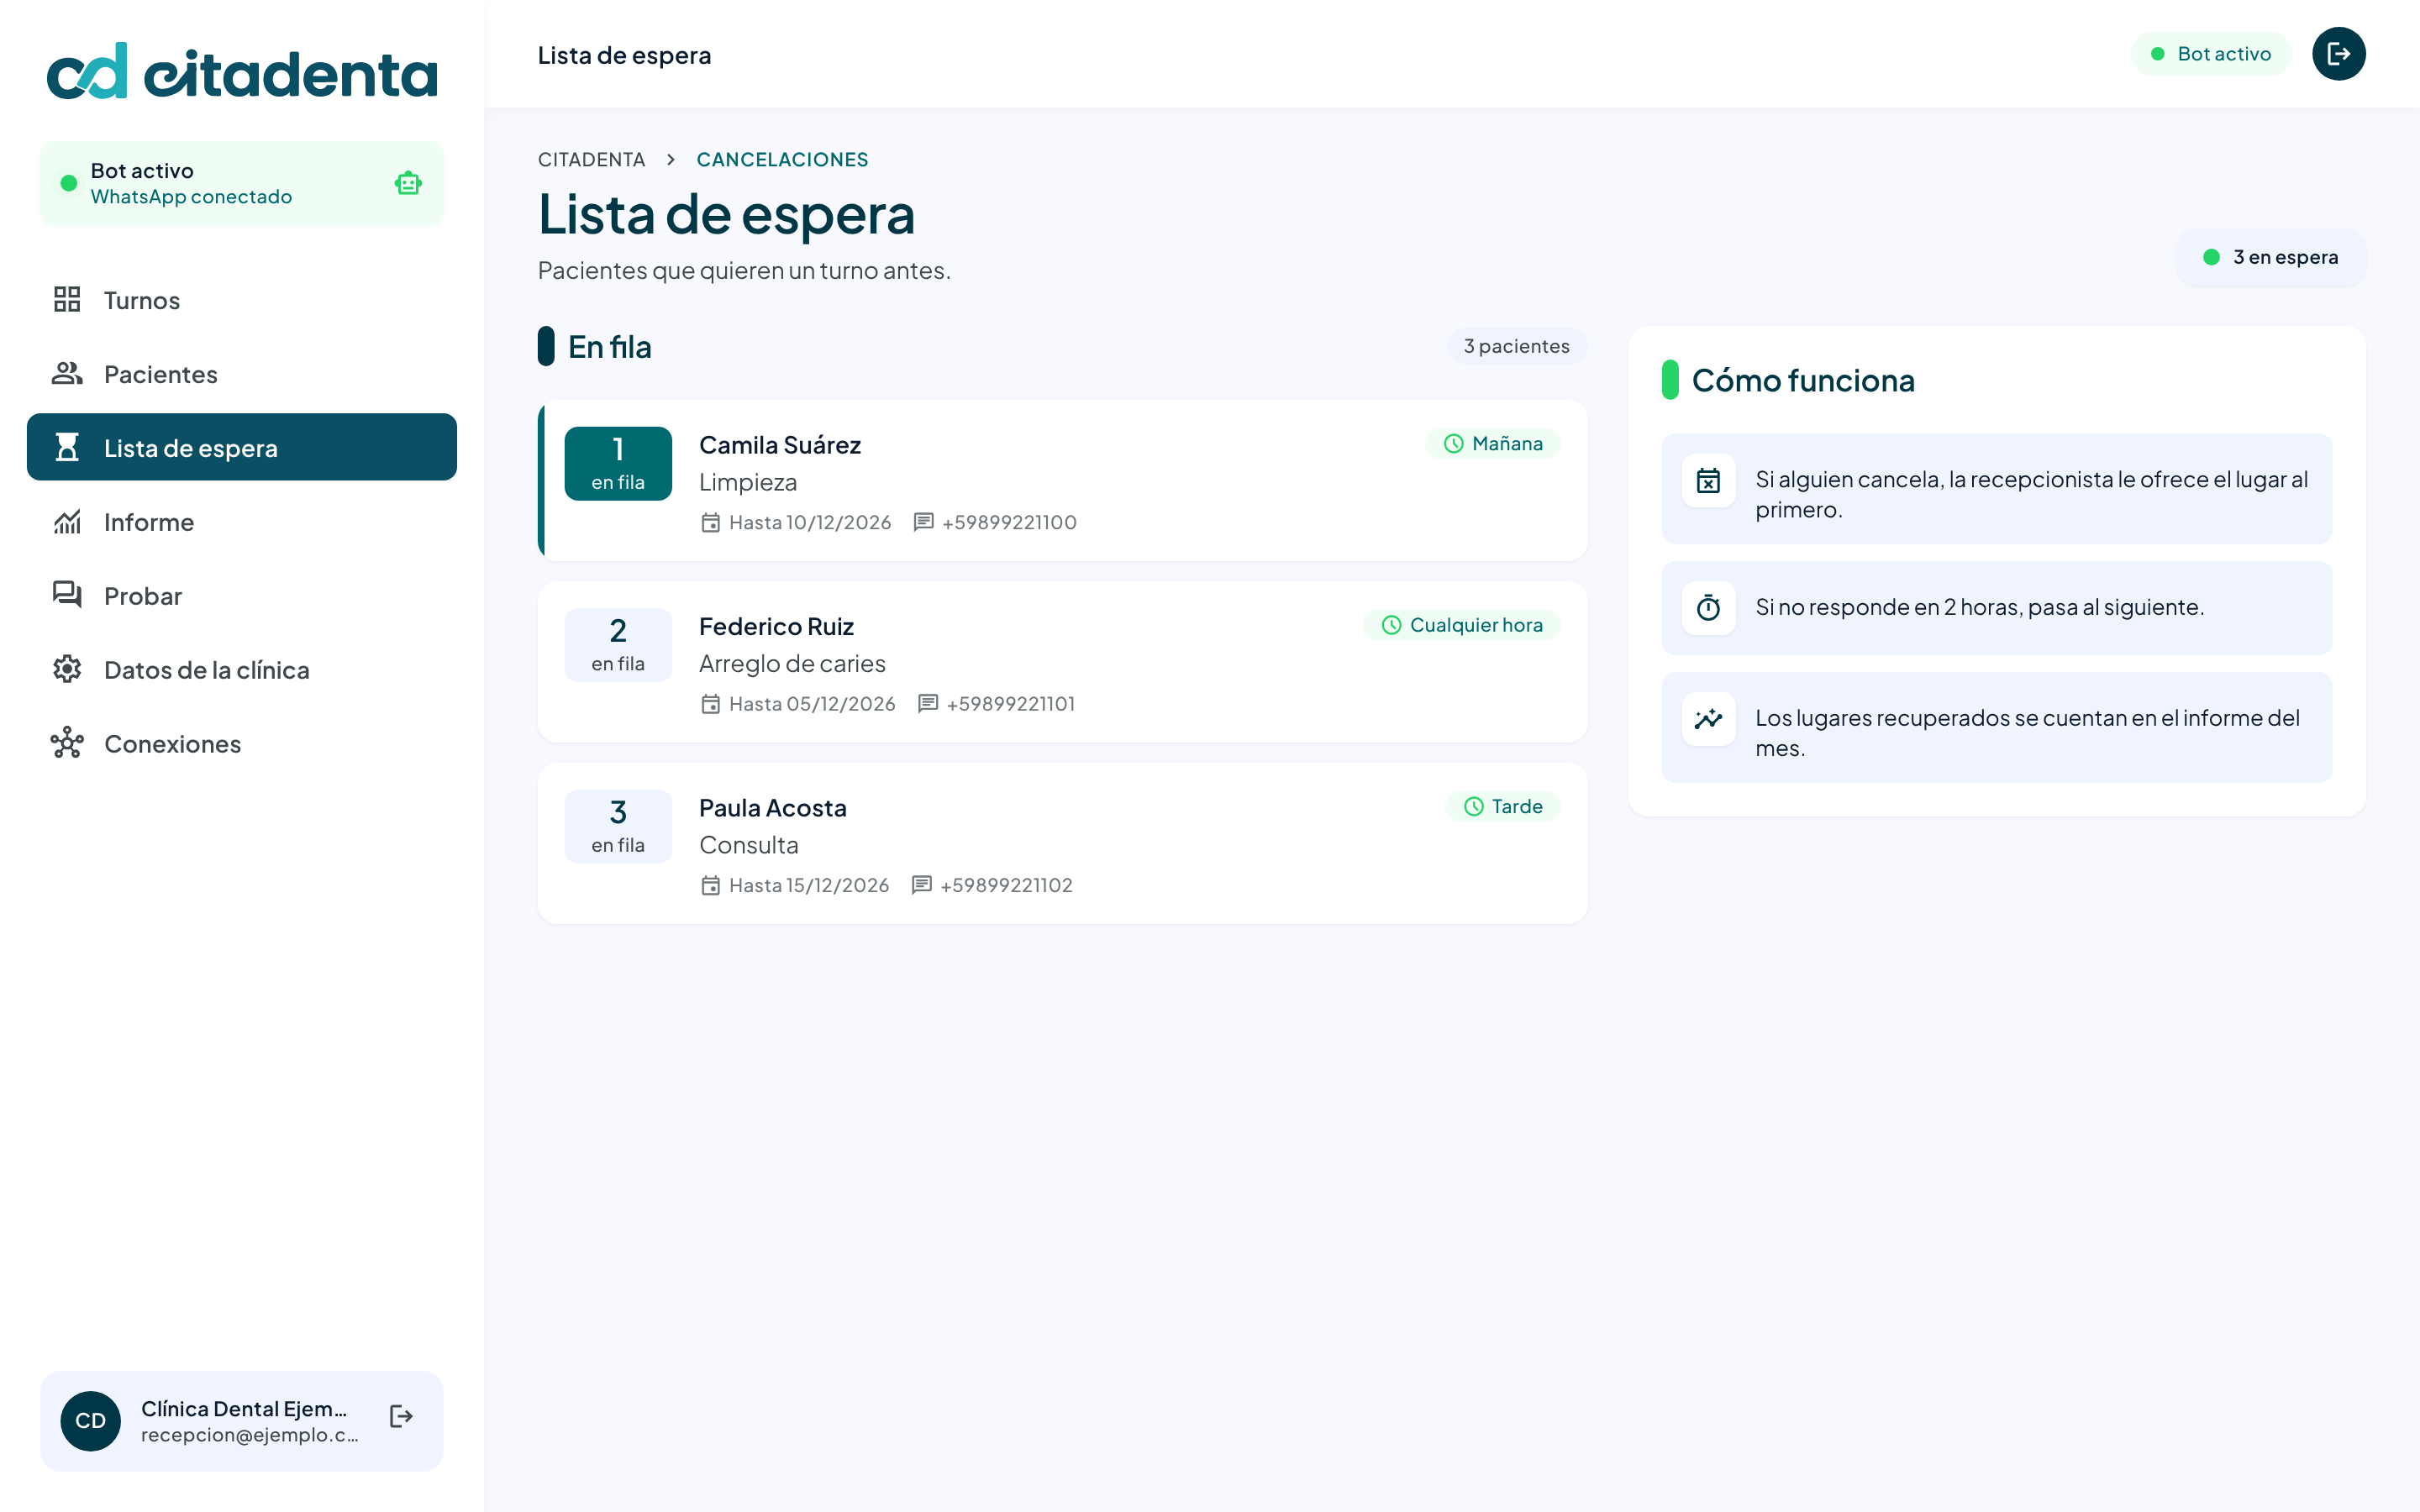 cd citadenta
Bot activo
WhatsApp conectado
Turnos
Pacientes
Lista de espera
Informe
Probar
Datos de la clínica
Conexiones
CD
Clínica Dental Ejem...
recepcion@ejemplo.c...
Lista de espera
Bot activo
CITADENTA > CANCELACIONES
Lista de espera
Pacientes que quieren un turno antes.
3 en espera
En fila
3 pacientes
1
en fila
Camila Suárez
Mañana
Limpieza
Hasta 10/12/2026 +59899221100
2
en fila
Federico Ruiz
Cualquier hora
Arreglo de caries
Hasta 05/12/2026 +59899221101
3
en fila
Paula Acosta
Tarde
Consulta
Hasta 15/12/2026 +59899221102
Cómo funciona
Si alguien cancela, la recepcionista le ofrece el lugar al
primero.
Si no responde en 2 horas, pasa al siguiente.
Los lugares recuperados se cuentan en el informe del
mes.